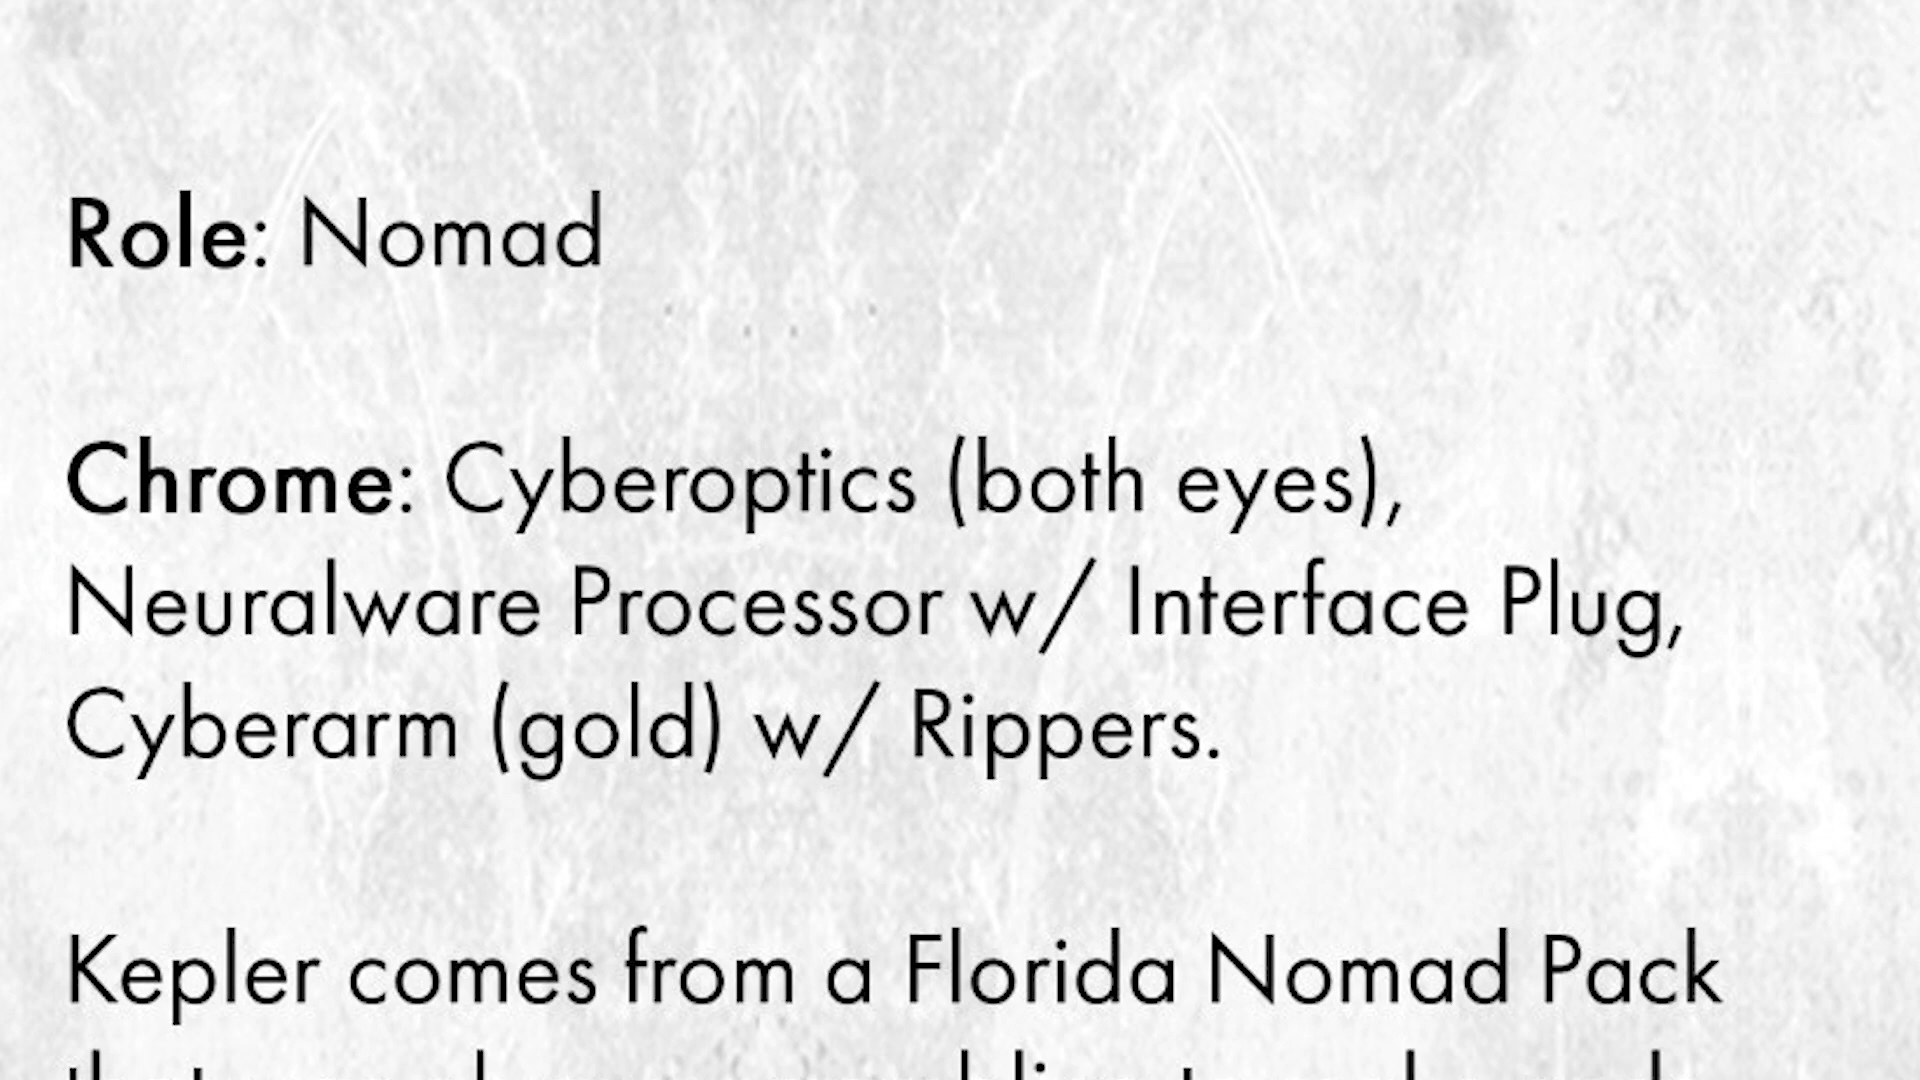 Role: Nomad
Chrome: Cyberoptics (both eyes),
Neuralware Processor w/ Interface Plug,
Cyberarm (gold) w/ Rippers.
Kepler comes from a Florida Nomad Pack